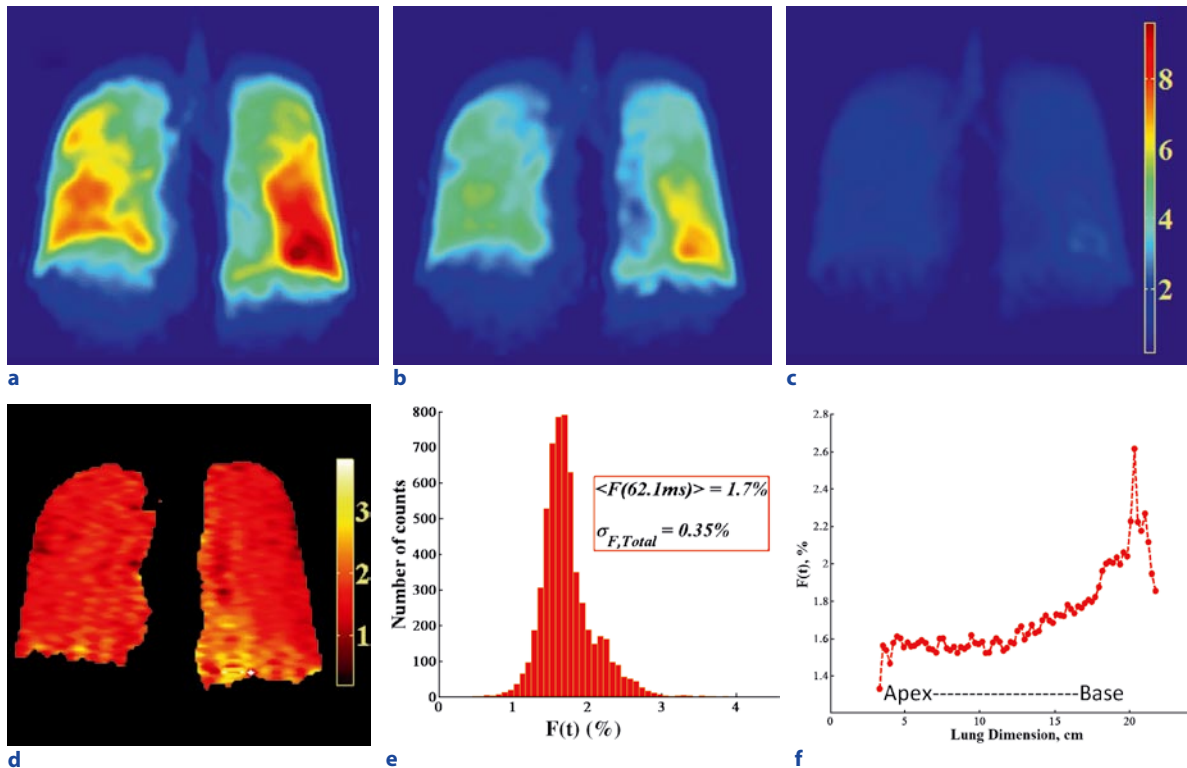 8
6
4
2
a
b
c
3
2
1
d
800
700
600
500
400
300
200
100
0
Number of counts
<F(62.1ms)> = 1.7%
σF,Total = 0.35%
0
1
2
3
4
F(t) (%)
e
2.8
2.6
2.4
2.2
2.0
1.8
1.6
1.4
F(t), %
Apex----------------------Base
0
5
10
15
20
Lung Dimension, cm
f